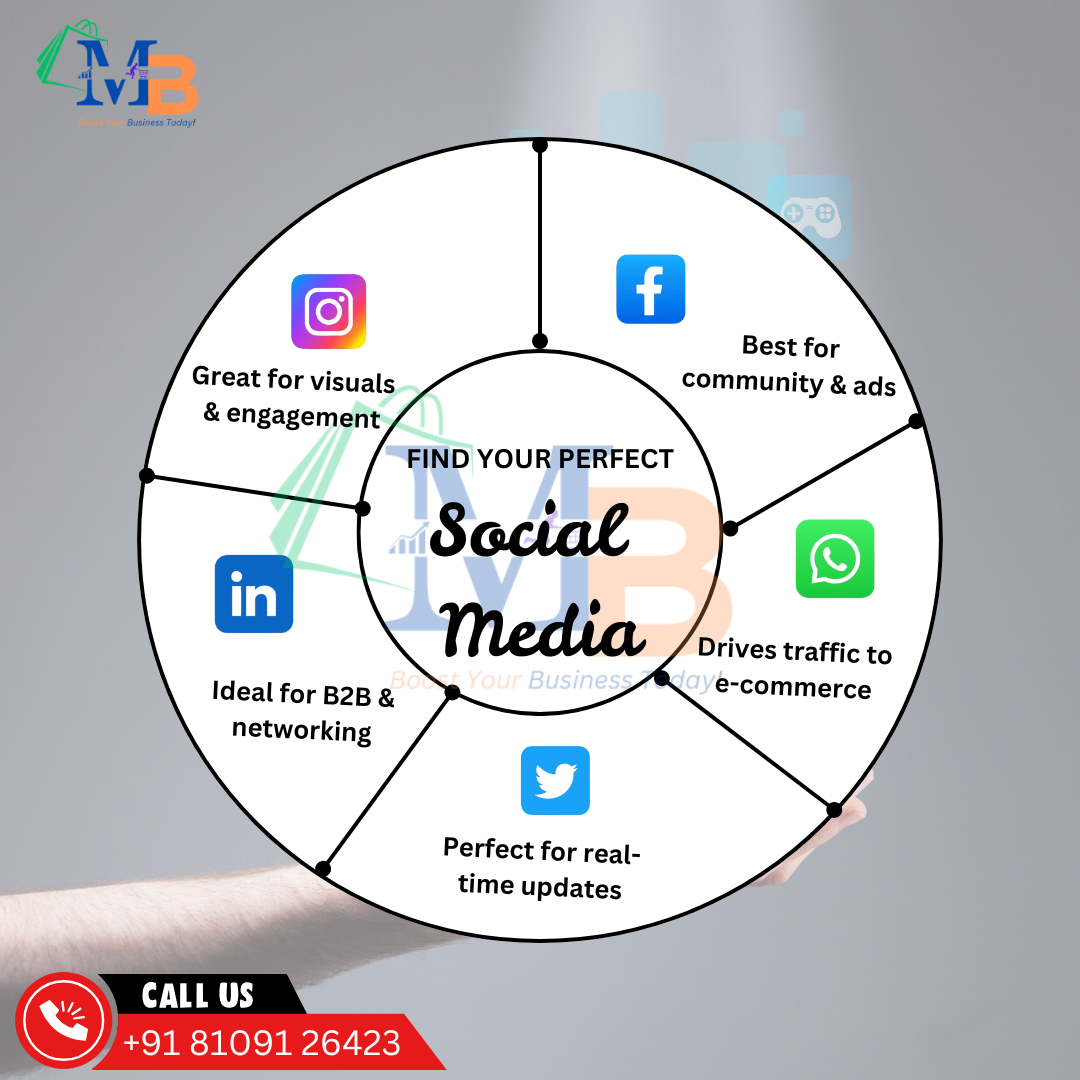 MB
Boost Your Business Today!
Best for
community & ads
Great for visuals
& engagement
FIND YOUR PERFECT
Social
Media
MB
Boost Your Business Today!
in
Drives traffic to
e-commerce
Ideal for B2B &
networking
Perfect for real-
time updates
CALL US
+91 81091 26423